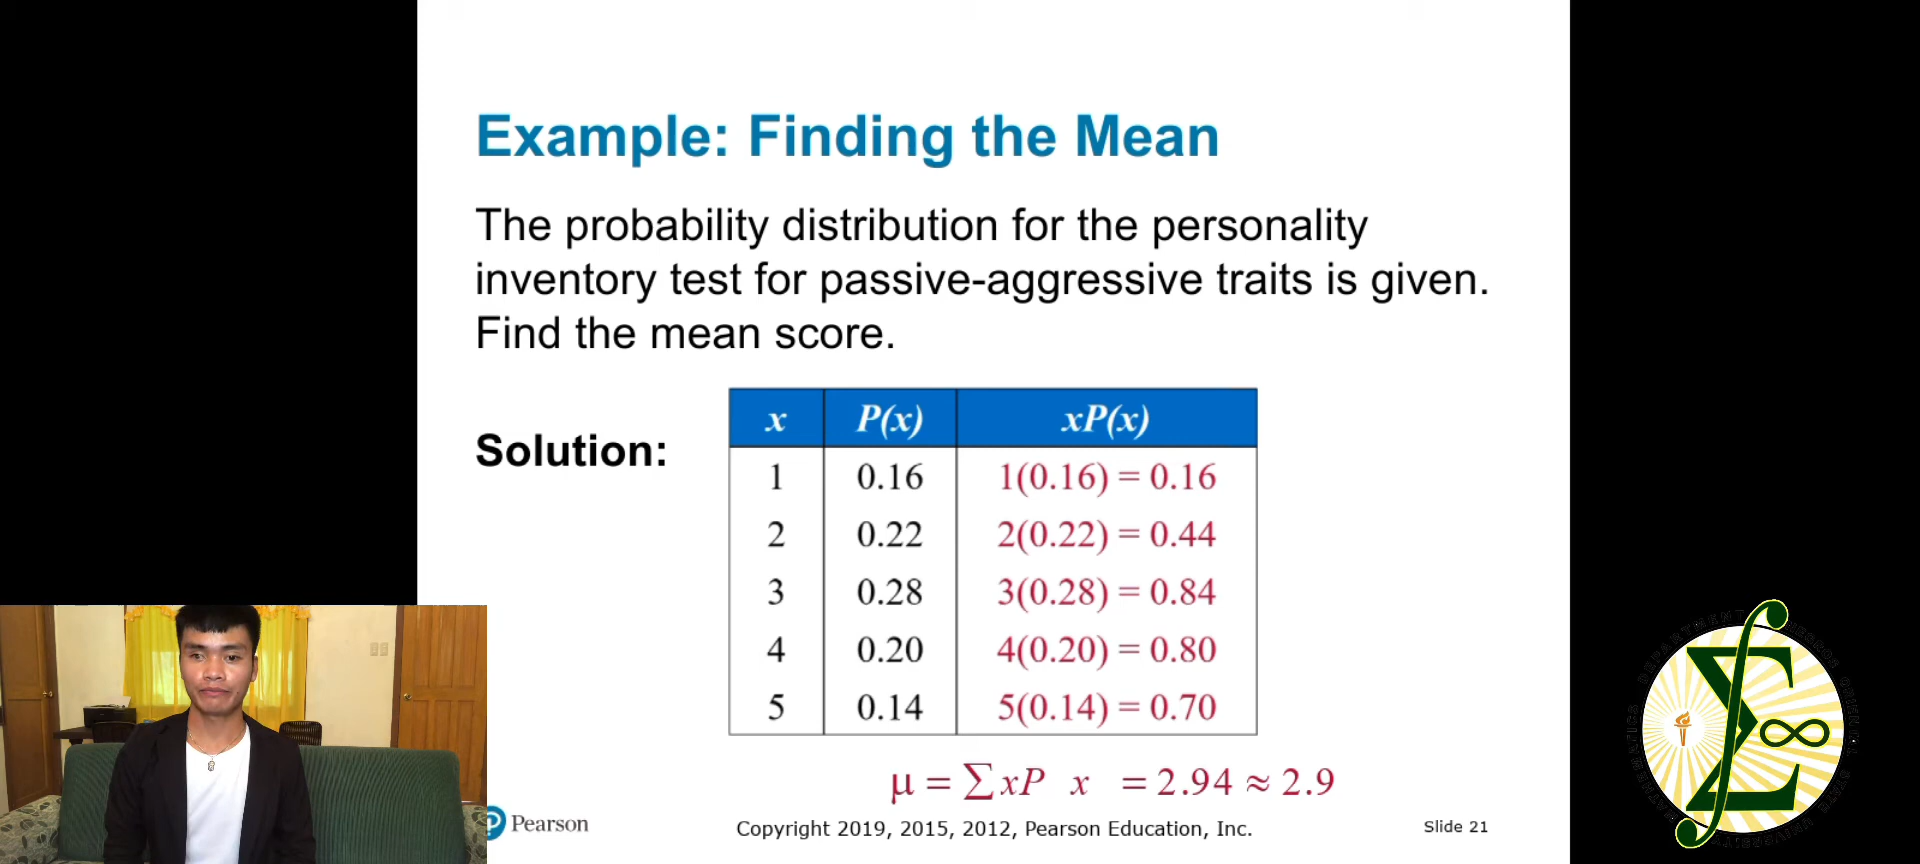 Example: Finding the Mean
The probability distribution for the personality
inventory test for passive-aggressive traits is given.
Find the mean score.
Solution:
x P(x) xP(x)
1 0.16 1(0.16) = 0.16
2 0.22 2(0.22) = 0.44
3 0.28 3(0.28) = 0.84
4 0.20 4(0.20) = 0.80
5 0.14 5(0.14) = 0.70
μ = ∑xP x = 2.94 ≈ 2.9
Pearson
Copyright 2019, 2015, 2012, Pearson Education, Inc.
Slide 21
Σ ∞